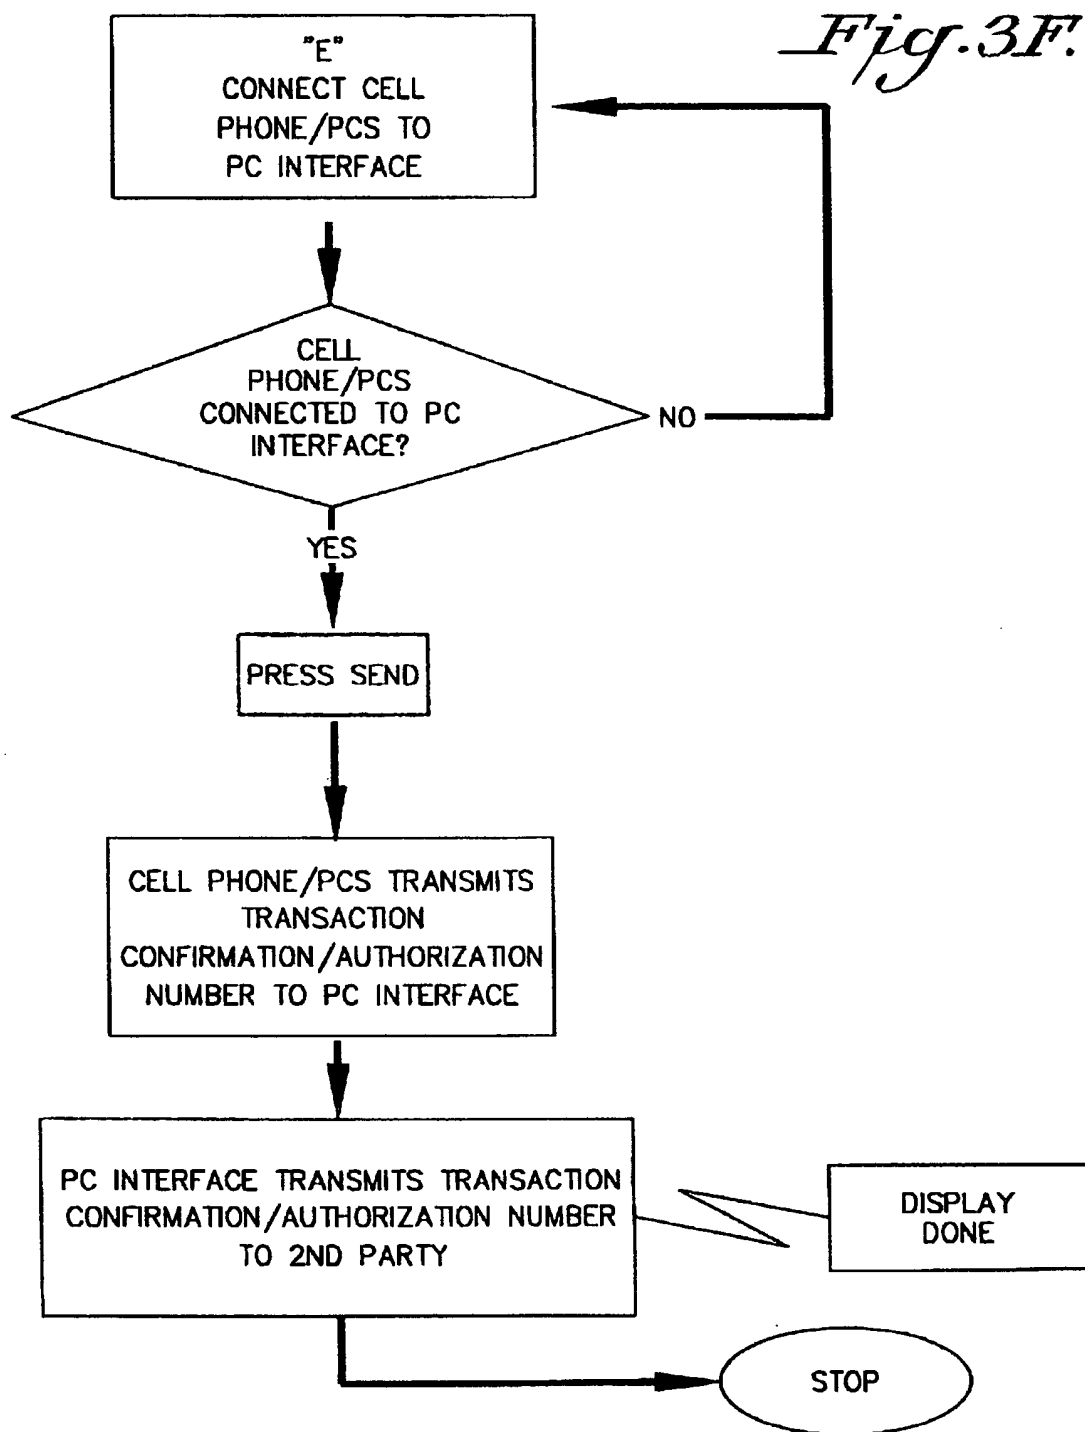 Fig.3F.
"E"
CONNECT CELL
PHONE/PCS TO
PC INTERFACE
CELL
PHONE/PCS
CONNECTED TO PC
INTERFACE?
NO
YES
PRESS SEND
CELL PHONE/PCS TRANSMITS
TRANSACTION
CONFIRMATION/AUTHORIZATION
NUMBER TO PC INTERFACE
PC INTERFACE TRANSMITS TRANSACTION
CONFIRMATION/AUTHORIZATION NUMBER
TO 2ND PARTY
DISPLAY
DONE
STOP